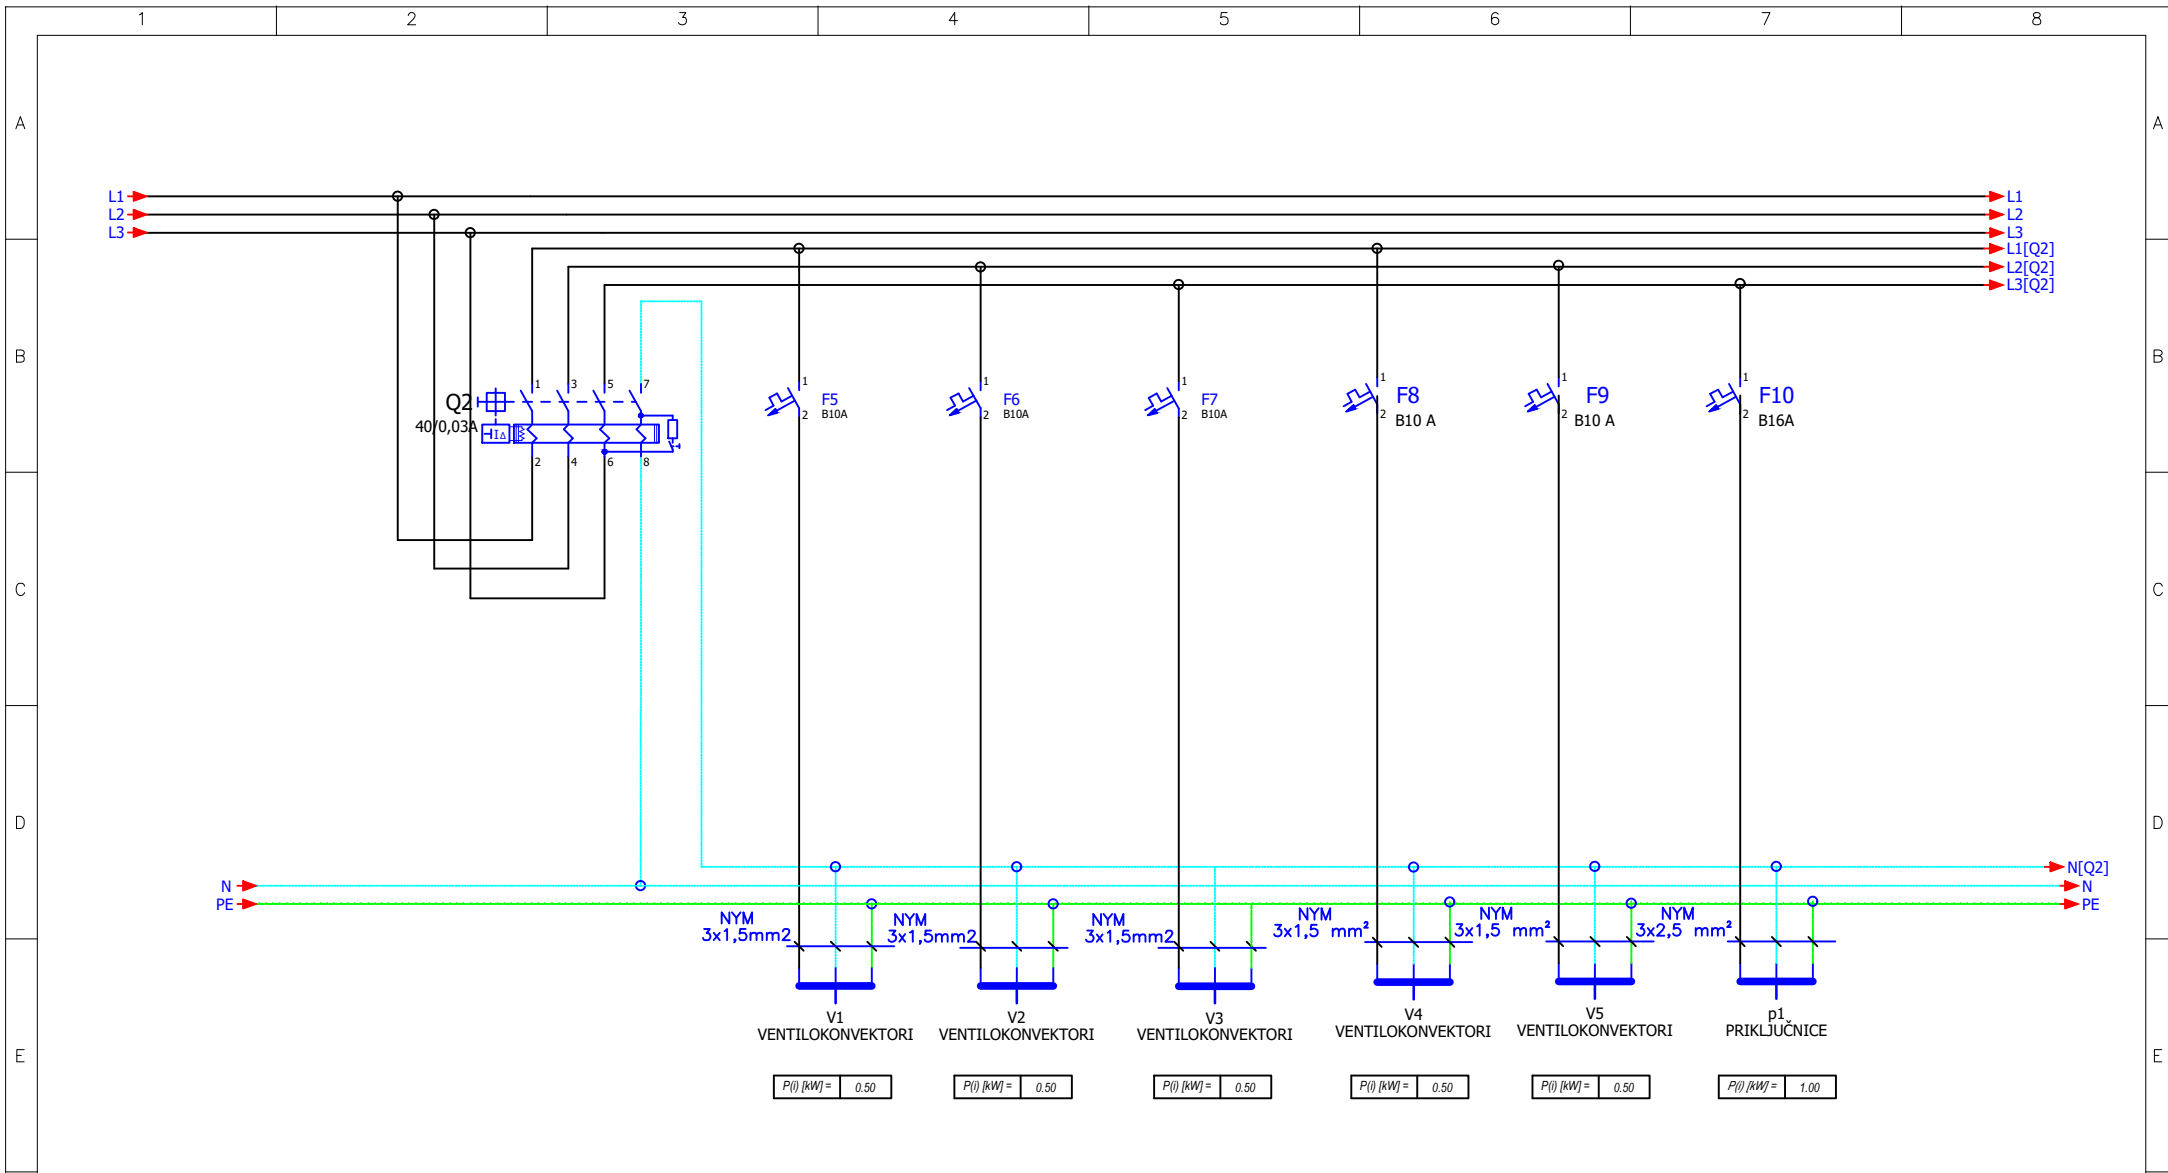 1 2 3 4 5 6 7 8
A A
L1 L1
L2 L2
L3 L3
L1[Q2]
L2[Q2]
L3[Q2]
B B
1 3 5 7
Q2
40/0,03A
I∆
2 4 6 8
1
F5
B10A
2
1
F6
B10A
2
1
F7
B10A
2
1
F8
B10 A
2
1
F9
B10 A
2
1
F10
B16A
2
C C
D D
N[Q2]
N N
PE PE
NYM
3x1,5mm2
NYM
3x1,5mm2
NYM
3x1,5mm2
NYM
3x1,5 mm²
NYM
3x1,5 mm²
NYM
3x2,5 mm²
V1
VENTILOKONVEKTORI
V2
VENTILOKONVEKTORI
V3
VENTILOKONVEKTORI
V4
VENTILOKONVEKTORI
V5
VENTILOKONVEKTORI
p1
PRIKLJUČNICE
E E
P(i) [kW] = 0.50
P(i) [kW] = 0.50
P(i) [kW] = 0.50
P(i) [kW] = 0.50
P(i) [kW] = 0.50
P(i) [kW] = 1.00